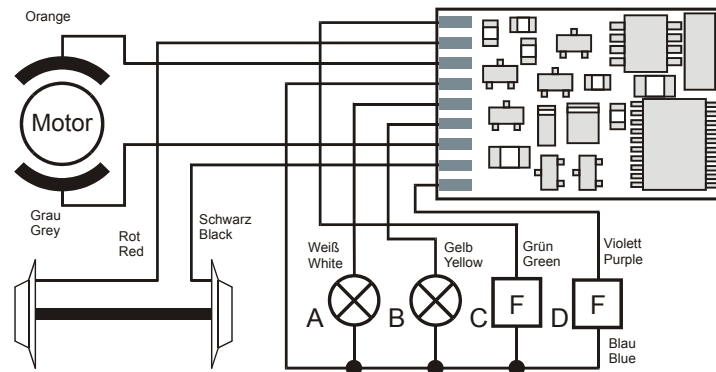 Orange
Motor
Grau
Grey
Rot
Red
Schwarz
Black
Weiß
White
Gelb
Yellow
Grün
Green
Violett
Purple
A
B
C
F
D
F
Blau
Blue